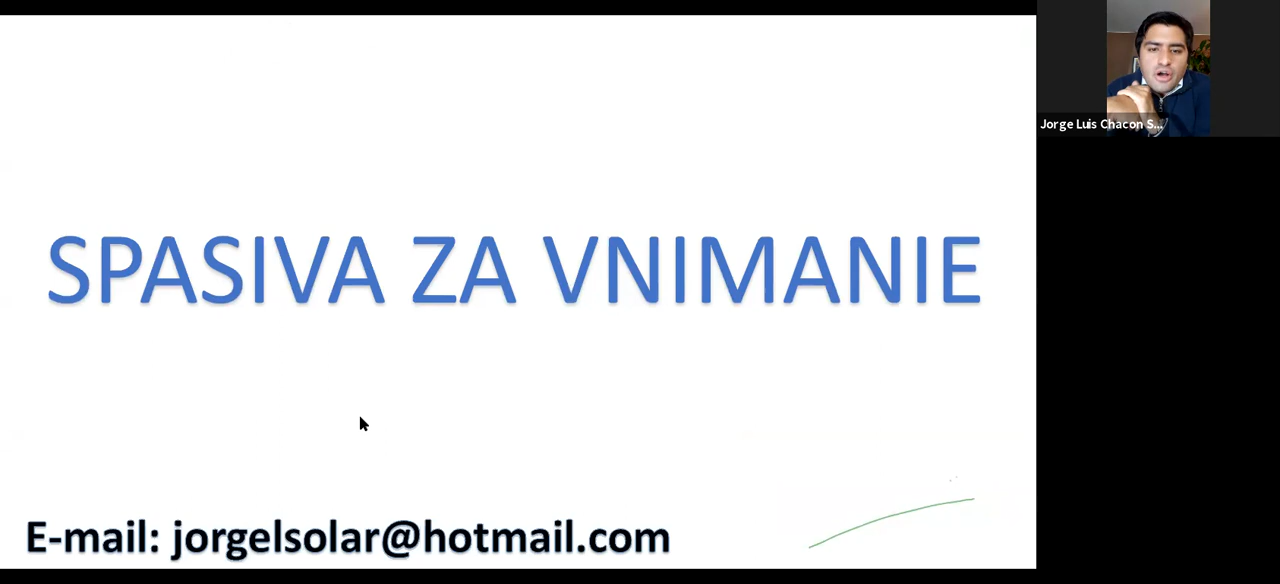 SPASIVA ZA VNIMANIE
E-mail: jorgelsolar@hotmail.com
Jorge Luis Chacon S...